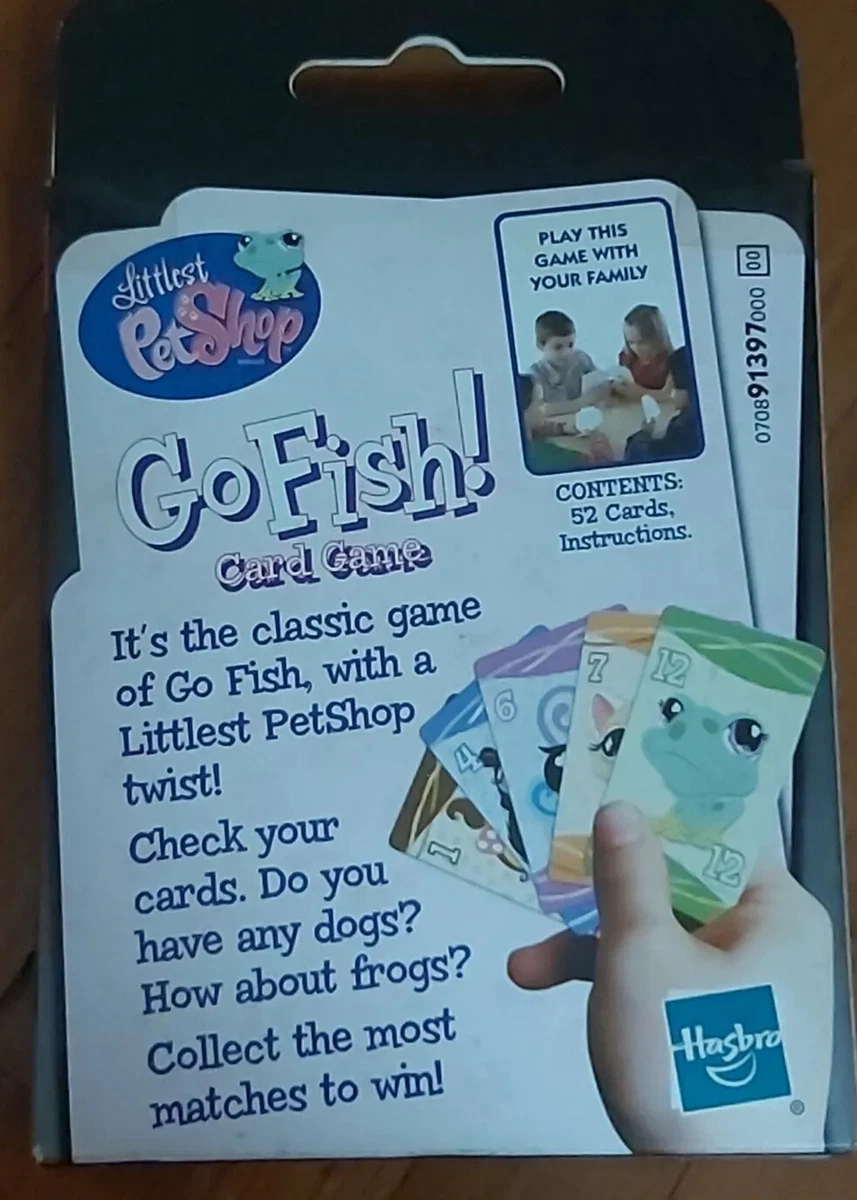 Littlest
PetShop
PLAY THIS
GAME WITH
YOUR FAMILY
070891397000 00
Go Fish!
Card Game
CONTENTS:
52 Cards,
Instructions.
It's the classic game
of Go Fish, with a
Littlest PetShop
twist!
Check your
cards. Do you
have any dogs?
How about frogs?
Collect the most
matches to win!
1
4
6
7
12
12
Hasbro
®